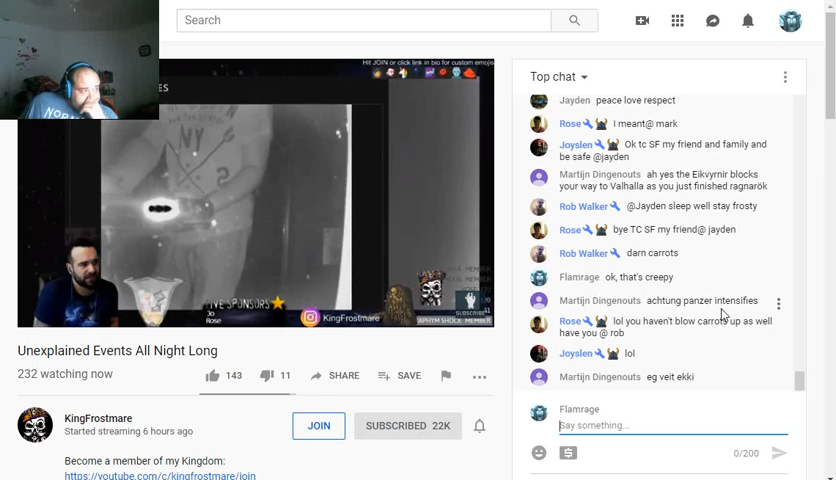 Search
Hit JOIN or click link in bio for custom emojis
ES
NY
FIVE SPONSORS
Jo
Rose
KingFrostmare
SUBSCRIBE
Unexplained Events All Night Long
232 watching now
143
11
SHARE
SAVE
KingFrostmare
Started streaming 6 hours ago
JOIN
SUBSCRIBED 22K
Become a member of my Kingdom:
https://youtube.com/c/kingfrostmare/join
Top chat
Jayden peace love respect
Rose I meant@ mark
Joyslen Ok tc SF my friend and family and
be safe @jayden
Martijn Dingenouts ah yes the Eikvyrnir blocks
your way to Valhalla as you just finished ragnarök
Rob Walker @Jayden sleep well stay frosty
Rose bye TC SF my friend@ jayden
Rob Walker darn carrots
Flamrage ok, that's creepy
Martijn Dingenouts achtung panzer intensifies
Rose lol you haven't blow carrots up as well
have you @ rob
Joyslen lol
Martijn Dingenouts eg veit ekki
Flamrage
Say something...
0/200